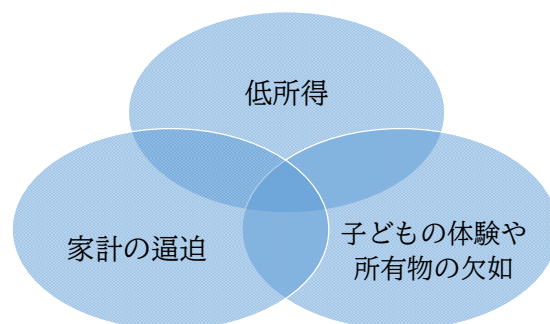 低所得
家計の逼迫
子どもの体験や
所有物の欠如